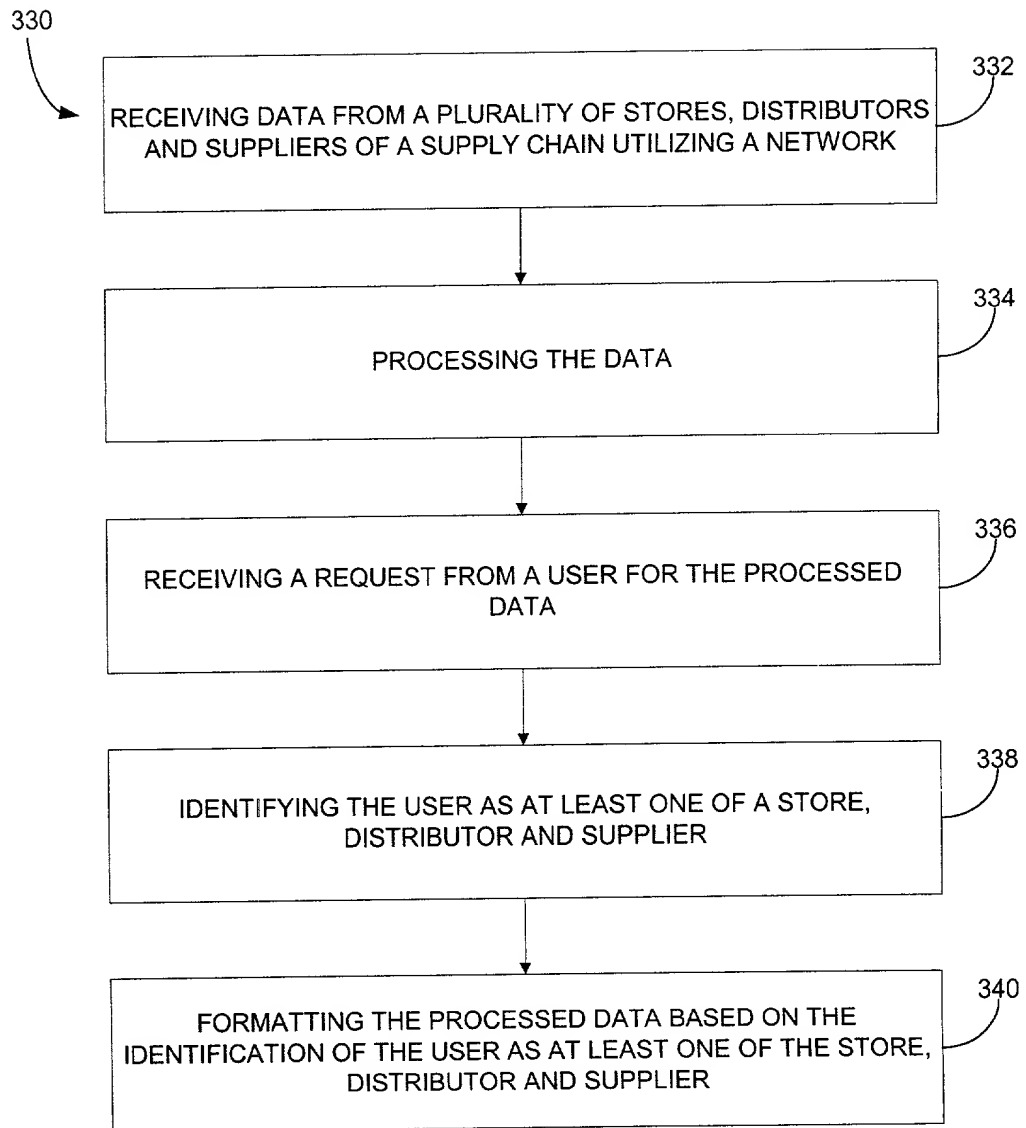 330
332
RECEIVING DATA FROM A PLURALITY OF STORES, DISTRIBUTORS
AND SUPPLIERS OF A SUPPLY CHAIN UTILIZING A NETWORK
334
PROCESSING THE DATA
336
RECEIVING A REQUEST FROM A USER FOR THE PROCESSED
DATA
338
IDENTIFYING THE USER AS AT LEAST ONE OF A STORE,
DISTRIBUTOR AND SUPPLIER
340
FORMATTING THE PROCESSED DATA BASED ON THE
IDENTIFICATION OF THE USER AS AT LEAST ONE OF THE STORE,
DISTRIBUTOR AND SUPPLIER